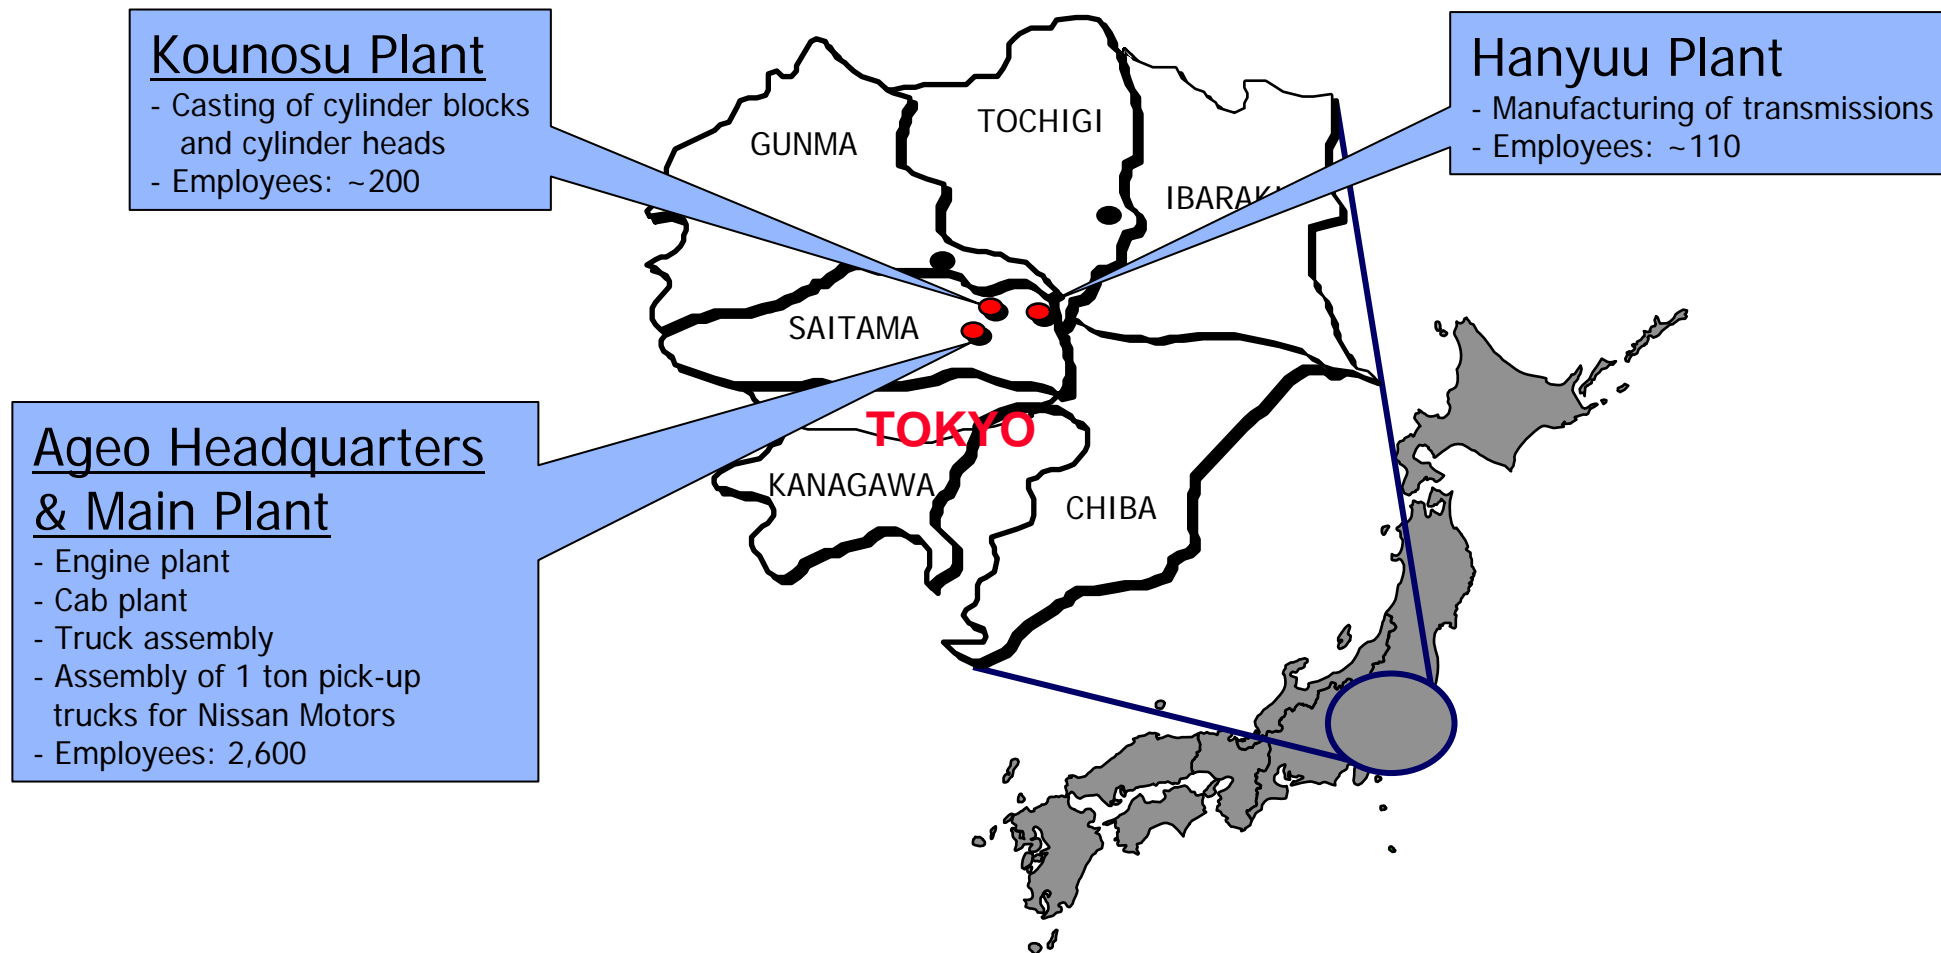 Kounosu Plant
- Casting of cylinder blocks
and cylinder heads
- Employees: ~200
Hanyuu Plant
- Manufacturing of transmissions
- Employees: ~110
TOCHIGI
GUNMA
IBARAKI
SAITAMA
TOKYO
KANAGAWA
CHIBA
Ageo Headquarters
& Main Plant
- Engine plant
- Cab plant
- Truck assembly
- Assembly of 1 ton pick-up
trucks for Nissan Motors
- Employees: 2,600